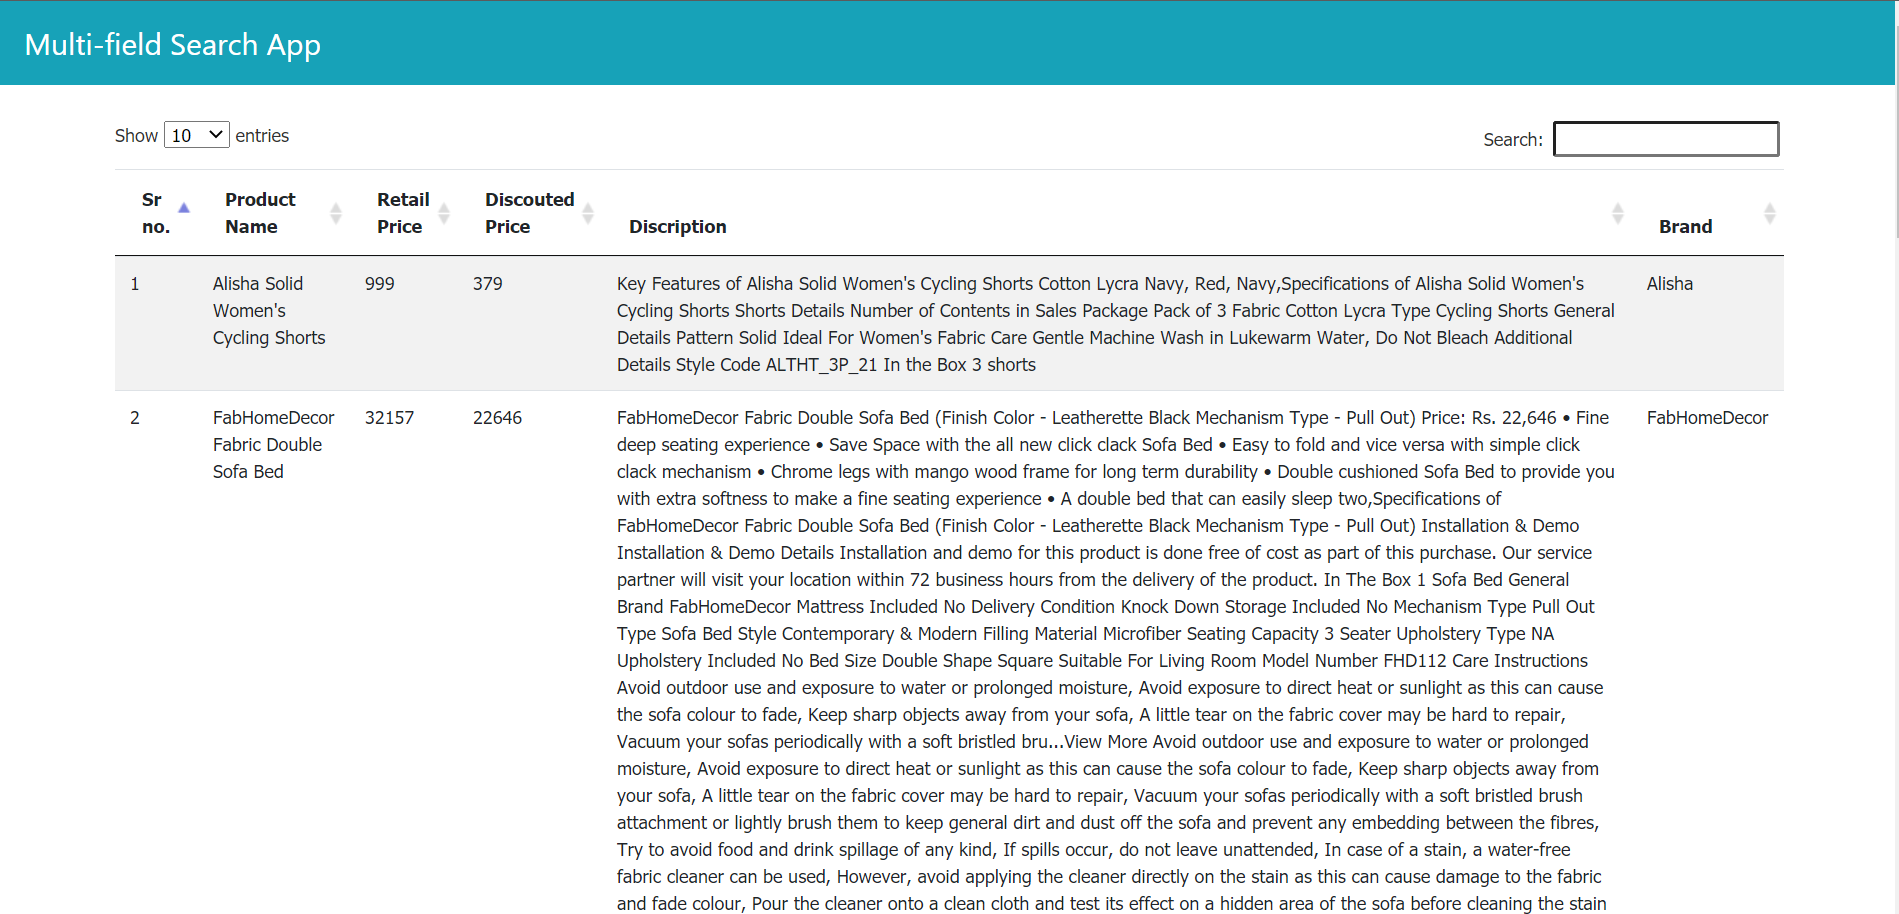 Multi-field Search App
Show 10 entries
Search:
Sr no.
Product Name
Retail Price
Discouted Price
Discription
Brand
1
Alisha Solid
Women's
Cycling Shorts
999
379
Key Features of Alisha Solid Women's Cycling Shorts Cotton Lycra Navy, Red, Navy,Specifications of Alisha Solid Women's
Cycling Shorts Shorts Details Number of Contents in Sales Package Pack of 3 Fabric Cotton Lycra Type Cycling Shorts General
Details Pattern Solid Ideal For Women's Fabric Care Gentle Machine Wash in Lukewarm Water, Do Not Bleach Additional
Details Style Code ALTHT_3P_21 In the Box 3 shorts
Alisha
2
FabHomeDecor
Fabric Double
Sofa Bed
32157
22646
FabHomeDecor Fabric Double Sofa Bed (Finish Color - Leatherette Black Mechanism Type - Pull Out) Price: Rs. 22,646 • Fine
deep seating experience • Save Space with the all new click clack Sofa Bed • Easy to fold and vice versa with simple click
clack mechanism • Chrome legs with mango wood frame for long term durability • Double cushioned Sofa Bed to provide you
with extra softness to make a fine seating experience • A double bed that can easily sleep two,Specifications of
FabHomeDecor Fabric Double Sofa Bed (Finish Color - Leatherette Black Mechanism Type - Pull Out) Installation & Demo
Installation & Demo Details Installation and demo for this product is done free of cost as part of this purchase. Our service
partner will visit your location within 72 business hours from the delivery of the product. In The Box 1 Sofa Bed General
Brand FabHomeDecor Mattress Included No Delivery Condition Knock Down Storage Included No Mechanism Type Pull Out
Type Sofa Bed Style Contemporary & Modern Filling Material Microfiber Seating Capacity 3 Seater Upholstery Type NA
Upholstery Included No Bed Size Double Shape Square Suitable For Living Room Model Number FHD112 Care Instructions
Avoid outdoor use and exposure to water or prolonged moisture, Avoid exposure to direct heat or sunlight as this can cause
the sofa colour to fade, Keep sharp objects away from your sofa, A little tear on the fabric cover may be hard to repair,
Vacuum your sofas periodically with a soft bristled bru...View More Avoid outdoor use and exposure to water or prolonged
moisture, Avoid exposure to direct heat or sunlight as this can cause the sofa colour to fade, Keep sharp objects away from
your sofa, A little tear on the fabric cover may be hard to repair, Vacuum your sofas periodically with a soft bristled brush
attachment or lightly brush them to keep general dirt and dust off the sofa and prevent any embedding between the fibres,
Try to avoid food and drink spillage of any kind, If spills occur, do not leave unattended, In case of a stain, a water-free
fabric cleaner can be used, However, avoid applying the cleaner directly on the stain as this can cause damage to the fabric
and fade colour, Pour the cleaner onto a clean cloth and test its effect on a hidden area of the sofa before cleaning the stain
FabHomeDecor